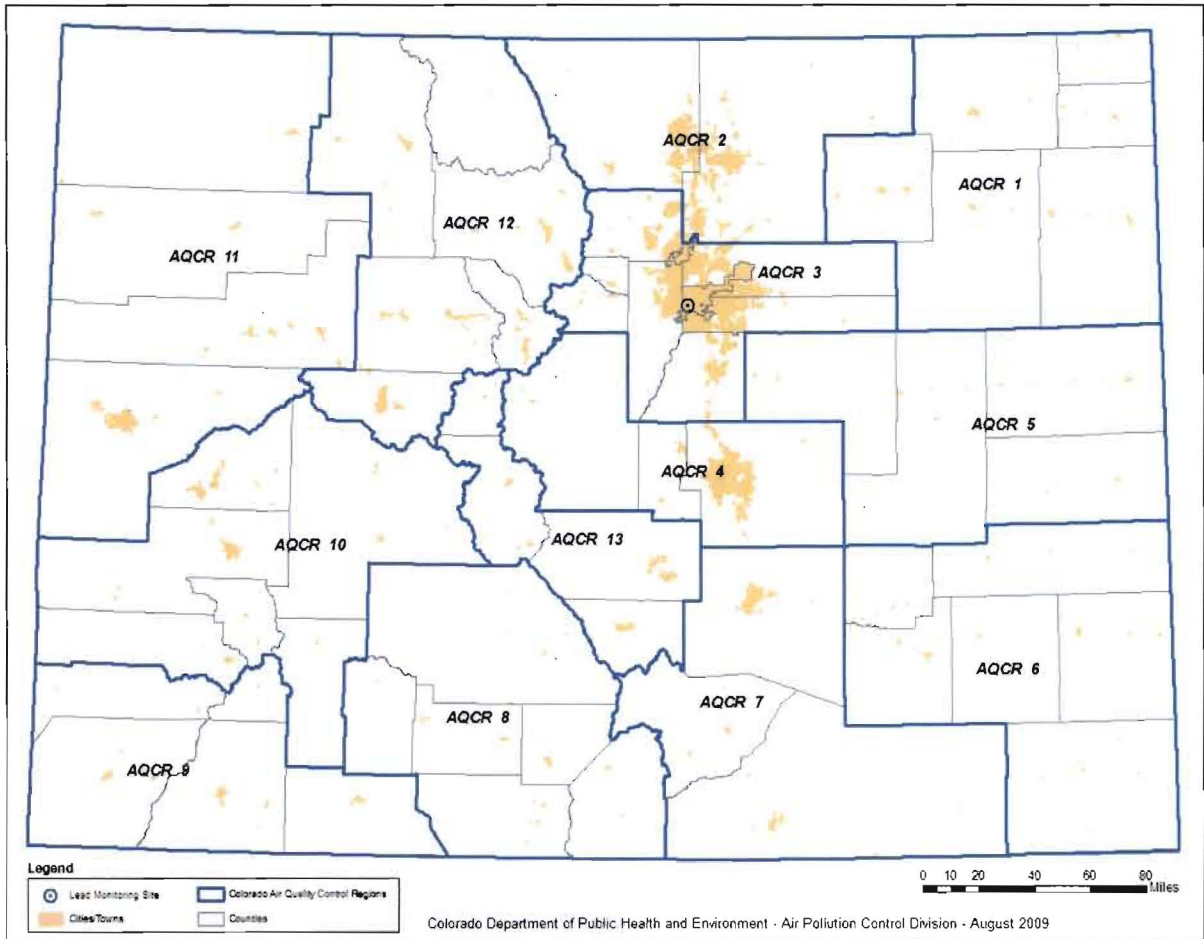 AQCR 2
AQCR 1
AQCR 12
AQCR 11
AQCR 3
AQCR 5
AQCR 4
AQCR 13
AQCR 10
AQCR 6
AQCR 7
AQCR 8
AQCR 9
Legend
Lead Monitoring Site
Colorado Air Quality Control Regions
Cities/Towns
Counties
0 10 20 40 60 80
Miles
Colorado Department of Public Health and Environment - Air Pollution Control Division - August 2009